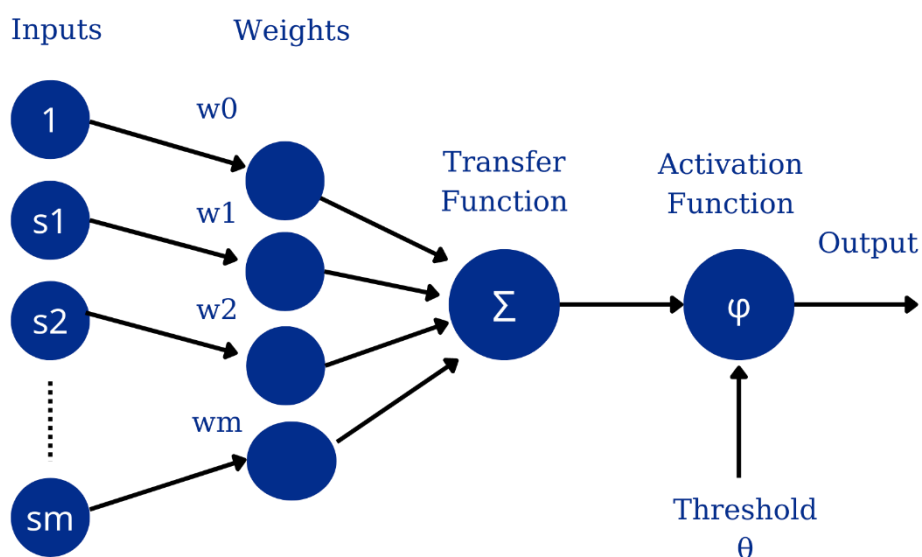 Inputs
Weights
1
w0
s1
w1
s2
w2
sm
wm
Transfer
Function
Σ
Activation
Function
φ
Output
Threshold
θ